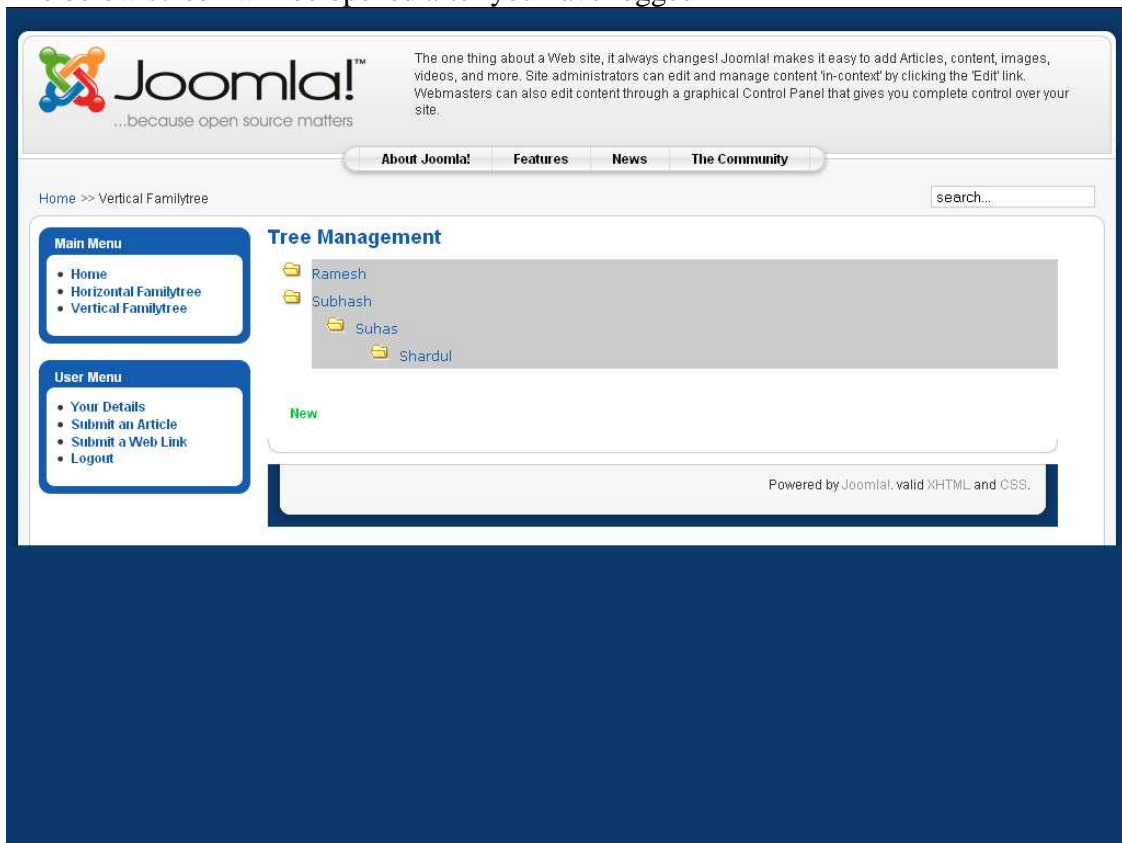 Joomla!™
...because open source matters
The one thing about a Web site, it always changes! Joomla! makes it easy to add Articles, content, images,
videos, and more. Site administrators can edit and manage content 'in-context' by clicking the 'Edit' link.
Webmasters can also edit content through a graphical Control Panel that gives you complete control over your
site.
About Joomla! Features News The Community
Home >> Vertical Familytree
search...
Main Menu
Home
Horizontal Familytree
Vertical Familytree
User Menu
Your Details
Submit an Article
Submit a Web Link
Logout
Tree Management
Ramesh
Subhash
Suhas
Shardul
New
Powered by Joomla!. valid XHTML and CSS.